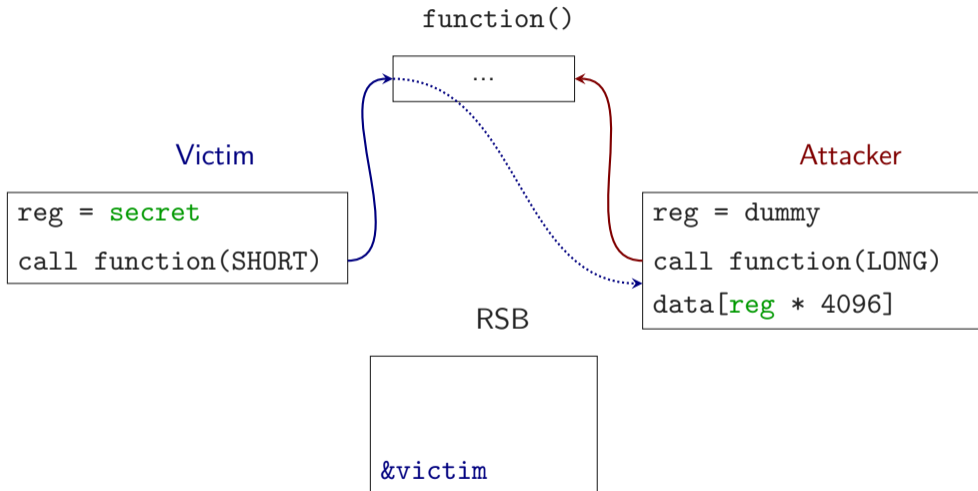 function()
...
Victim
reg = secret
call function(SHORT)
Attacker
reg = dummy
call function(LONG)
data[reg * 4096]
RSB
&victim